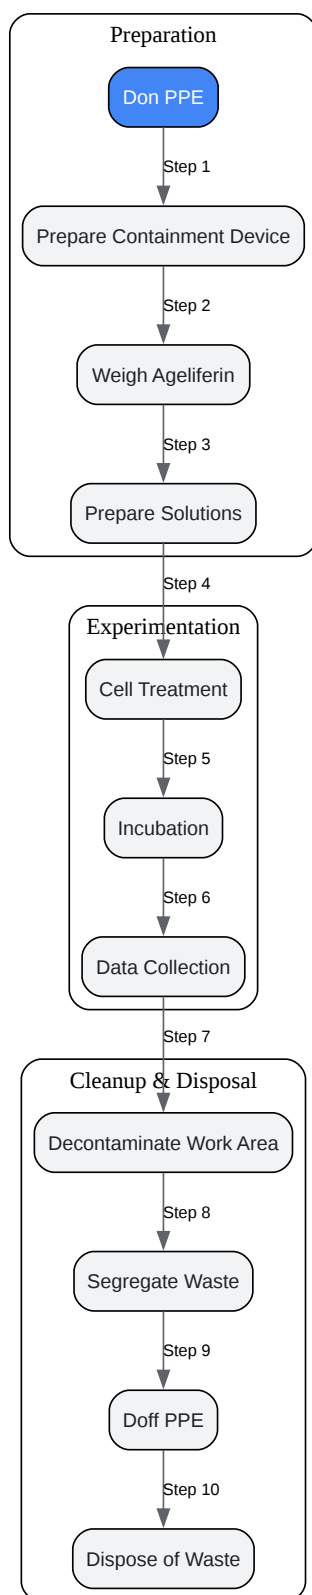 Preparation
Don PPE
Step 1
Prepare Containment Device
Step 2
Weigh Ageliferin
Step 3
Prepare Solutions
Step 4
Experimentation
Cell Treatment
Step 5
Incubation
Step 6
Data Collection
Step 7
Cleanup & Disposal
Decontaminate Work Area
Step 8
Segregate Waste
Step 9
Doff PPE
Step 10
Dispose of Waste